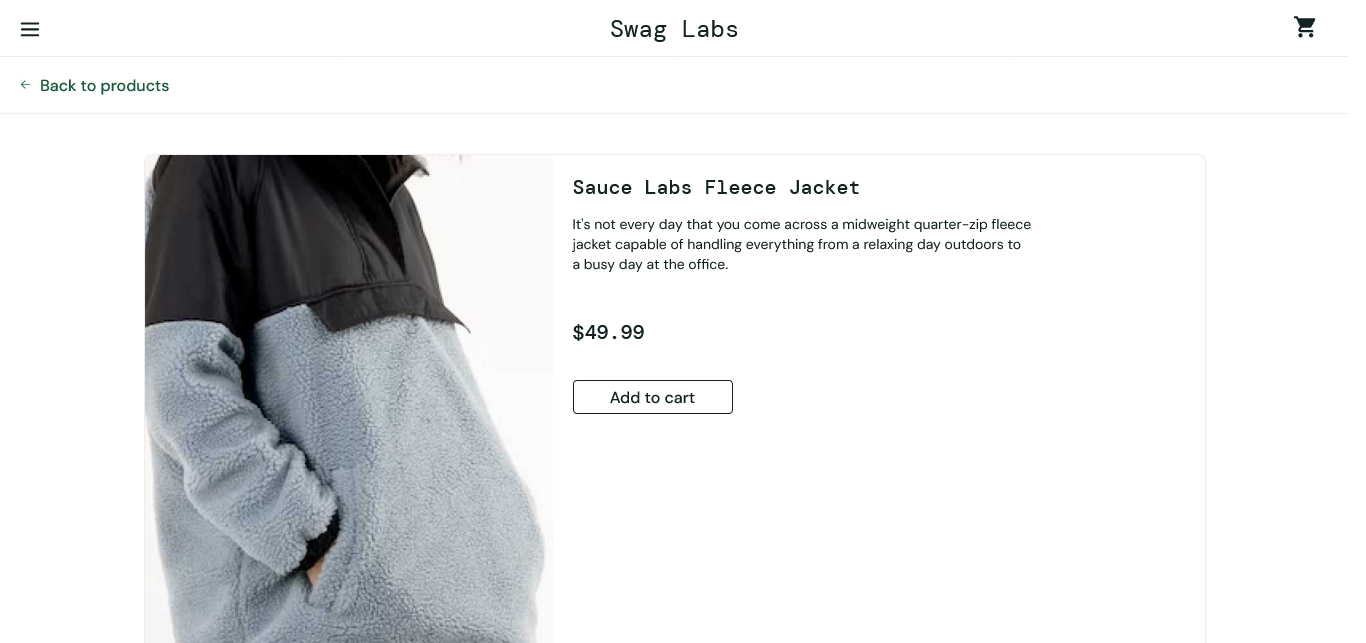 Swag Labs
Back to products
Sauce Labs Fleece Jacket
It's not every day that you come across a midweight quarter-zip fleece
jacket capable of handling everything from a relaxing day outdoors to
a busy day at the office.
$49.99
Add to cart